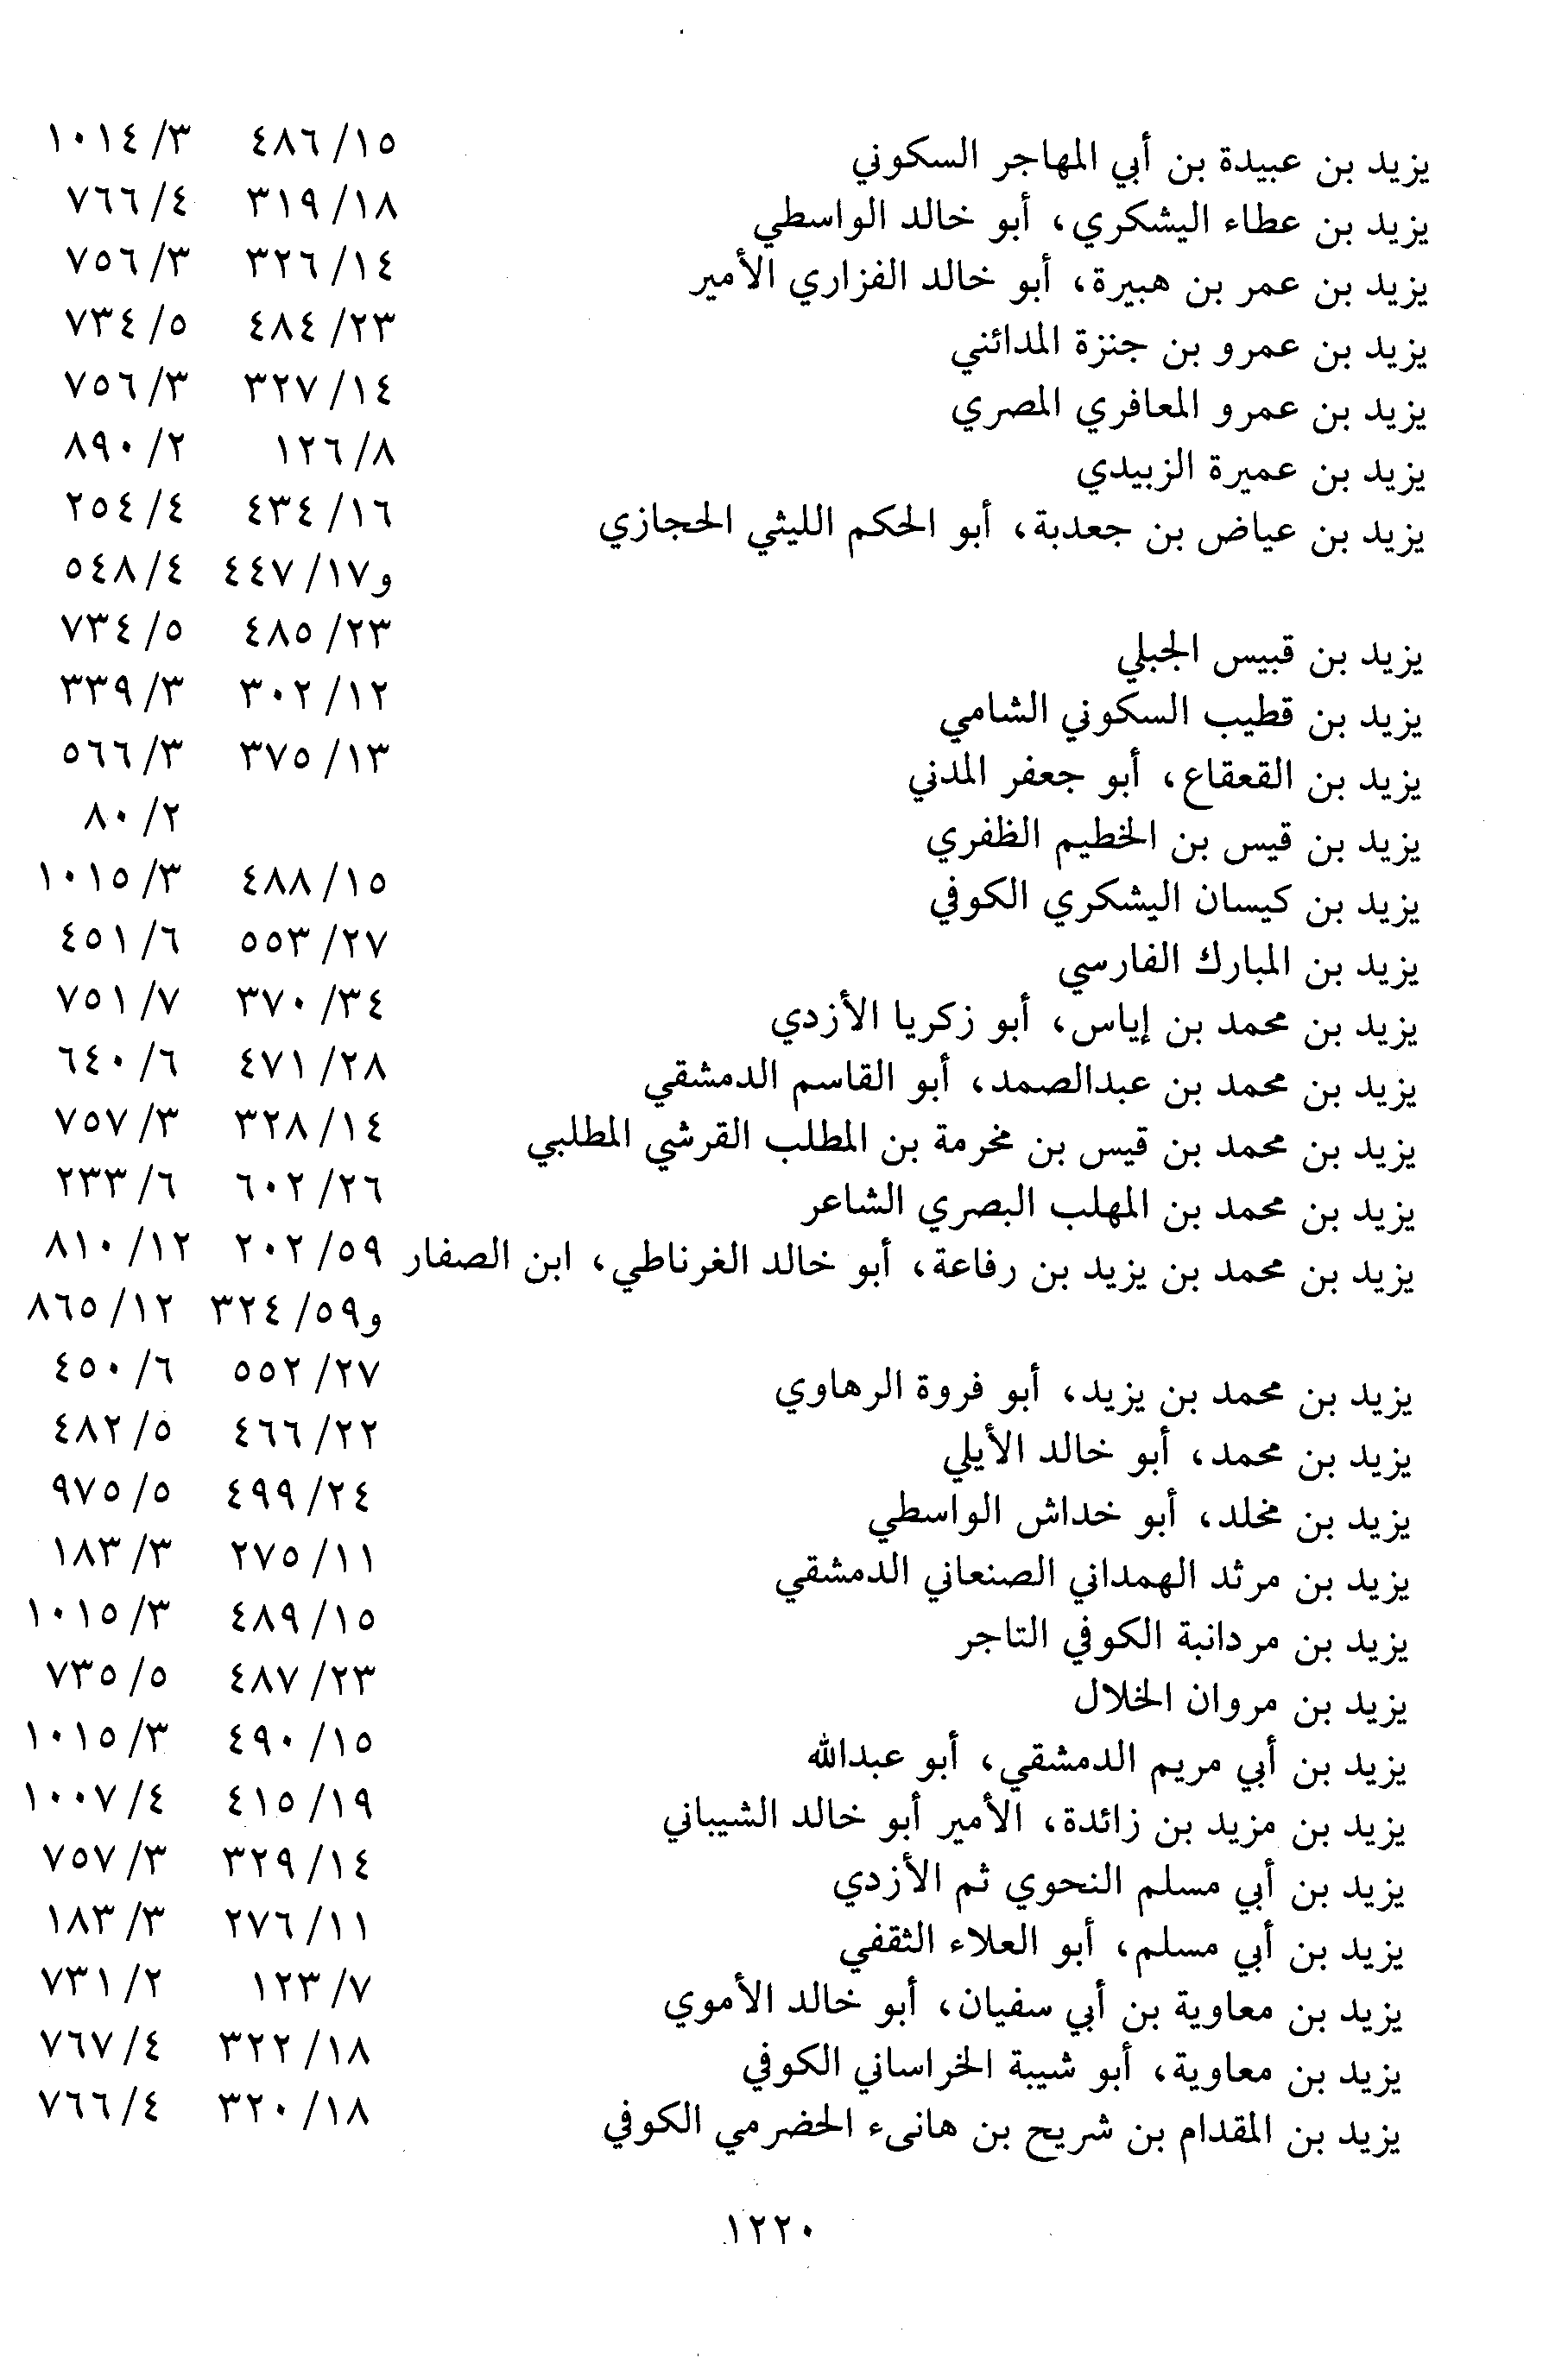 يزيد بن عبيدة بن أبي المهاجر السكوني ١٥/ ٤٨٦ ٣/ ١٠١٤
يزيد بن عطاء اليشكري، أبو خالد الواسطي ١٨/ ٣١٩ ٤/ ٧٦٦
يزيد بن عمر بن هبيرة، أبو خالد الفزاري الأمير ١٤/ ٣٢٦ ٣/ ٧٥٦
يزيد بن عمرو بن جنزة المدائني ٢٣/ ٤٨٤ ٥/ ٧٣٤
يزيد بن عمرو المعافري المصري ١٤/ ٣٢٧ ٣/ ٧٥٦
يزيد بن عميرة الزبيدي ٨/ ١٢٦ ٢/ ٨٩٠
يزيد بن عياض بن جعدبة، أبو الحكم الليثي الحجازي ١٦/ ٤٣٤ ٤/ ٢٥٤
و١٧/ ٤٤٧ ٤/ ٥٤٨
يزيد بن قبيس الجبلي ٢٣/ ٤٨٥ ٥/ ٧٣٤
يزيد بن قطيب السكوني الشامي ١٢/ ٣٠٢ ٣/ ٣٣٩
يزيد بن القعقاع، أبو جعفر المدني ١٣/ ٣٧٥ ٣/ ٥٦٦
يزيد بن قيس بن الخطيم الظفري ٢/ ٨٠
يزيد بن كيسان اليشكري الكوفي ١٥/ ٤٨٨ ٣/ ١٠١٥
يزيد بن المبارك الفارسي ٢٧/ ٥٥٣ ٦/ ٤٥١
يزيد بن محمد بن إياس، أبو زكريا الأزدي ٣٤/ ٣٧٠ ٧/ ٧٥١
يزيد بن محمد بن عبدالصمد، أبو القاسم الدمشقي ٢٨/ ٤٧١ ٦/ ٦٤٠
يزيد بن محمد بن قيس بن مخرمة بن المطلب القرشي المطلبي ١٤/ ٣٢٨ ٣/ ٧٥٧
يزيد بن محمد بن المهلب البصري الشاعر ٢٦/ ٦٠٢ ٦/ ٢٣٣
يزيد بن محمد بن يزيد بن رفاعة، أبو خالد الغرناطي، ابن الصفار ٥٩/ ٢٠٢ ١٢/ ٨١٠
و٥٩/ ٣٢٤ ١٢/ ٨٦٥
يزيد بن محمد بن يزيد، أبو فروة الرهاوي ٢٧/ ٥٥٢ ٦/ ٤٥٠
يزيد بن محمد، أبو خالد الأيلي ٢٢/ ٤٦٦ ٥/ ٤٨٢
يزيد بن مخلد، أبو خداش الواسطي ٢٤/ ٤٩٩ ٥/ ٩٧٥
يزيد بن مرثد الهمداني الصنعاني الدمشقي ١١/ ٢٧٥ ٣/ ١٨٣
يزيد بن مردانبة الكوفي التاجر ١٥/ ٤٨٩ ٣/ ١٠١٥
يزيد بن مروان الخلال ٢٣/ ٤٨٧ ٥/ ٧٣٥
يزيد بن أبي مريم الدمشقي، أبو عبدالله ١٥/ ٤٩٠ ٣/ ١٠١٥
يزيد بن مزيد بن زائدة، الأمير أبو خالد الشيباني ١٩/ ٤١٥ ٤/ ١٠٠٧
يزيد بن أبي مسلم النحوي ثم الأزدي ١٤/ ٣٢٩ ٣/ ٧٥٧
يزيد بن أبي مسلم، أبو العلاء الثقفي ١١/ ٢٧٦ ٣/ ١٨٣
يزيد بن معاوية بن أبي سفيان، أبو خالد الأموي ٧/ ١٢٣ ٢/ ٧٣١
يزيد بن معاوية، أبو شيبة الخراساني الكوفي ١٨/ ٣٢٢ ٤/ ٧٦٧
يزيد بن المقدام بن شريح بن هانىء الحضرمي الكوفي ١٨/ ٣٢٠ ٤/ ٧٦٦
١٢٢٠